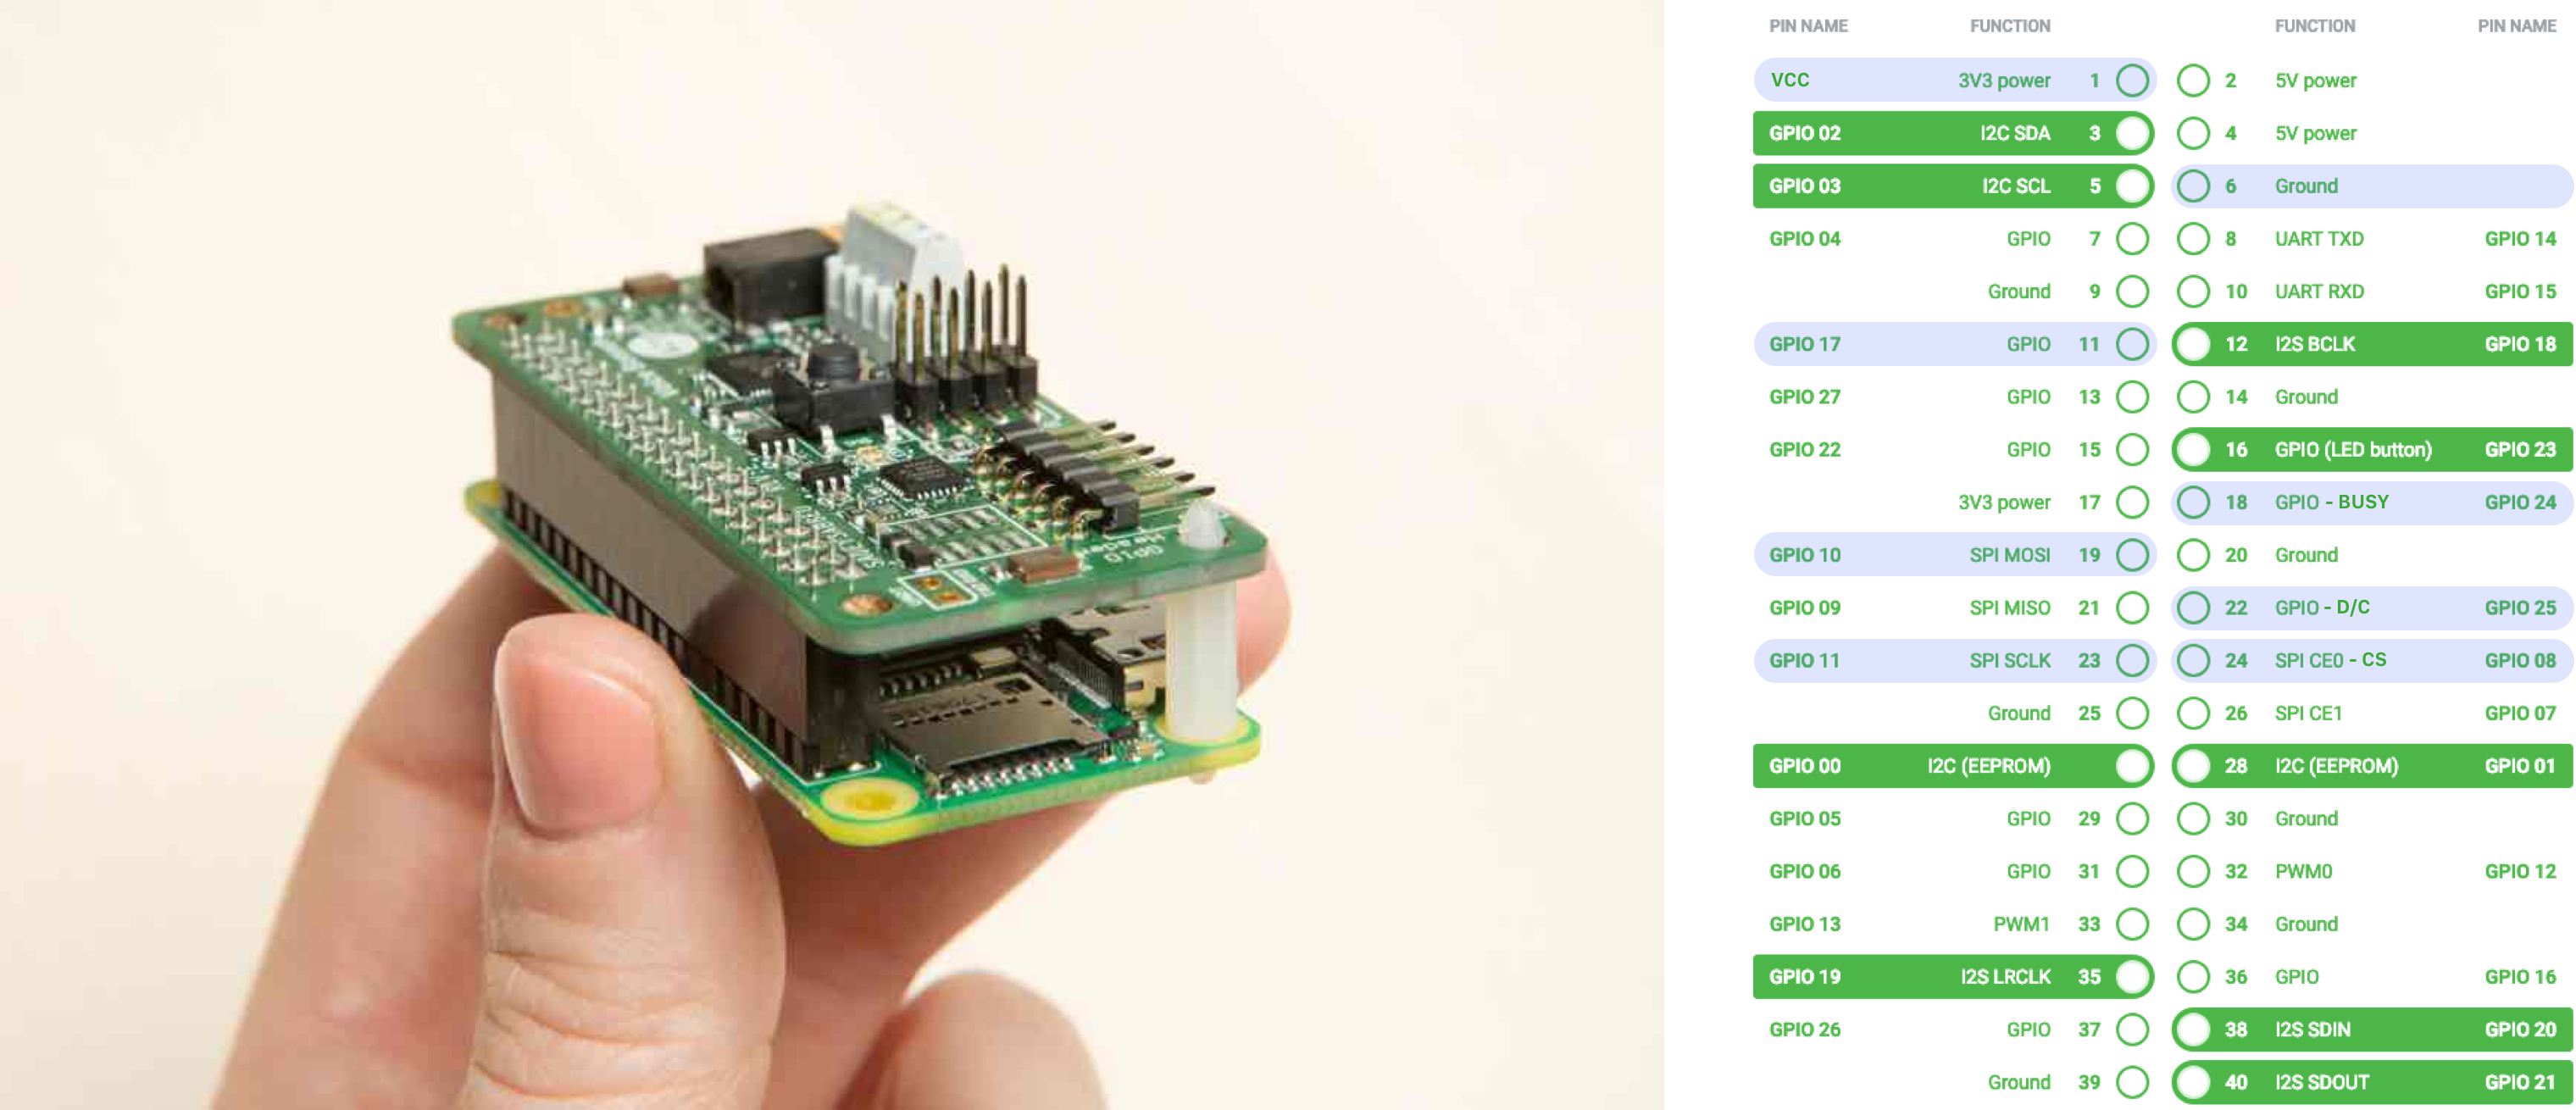 PIN NAME FUNCTION FUNCTION PIN NAME
VCC 3V3 power 1 2 5V power
GPIO 02 I2C SDA 3 4 5V power
GPIO 03 I2C SCL 5 6 Ground
GPIO 04 GPIO 7 8 UART TXD GPIO 14
Ground 9 10 UART RXD GPIO 15
GPIO 17 GPIO 11 12 I2S BCLK GPIO 18
GPIO 27 GPIO 13 14 Ground
GPIO 22 GPIO 15 16 GPIO (LED button) GPIO 23
3V3 power 17 18 GPIO - BUSY GPIO 24
GPIO 10 SPI MOSI 19 20 Ground
GPIO 09 SPI MISO 21 22 GPIO - D/C GPIO 25
GPIO 11 SPI SCLK 23 24 SPI CE0 - CS GPIO 08
Ground 25 26 SPI CE1 GPIO 07
GPIO 00 I2C (EEPROM) 28 I2C (EEPROM) GPIO 01
GPIO 05 GPIO 29 30 Ground
GPIO 06 GPIO 31 32 PWM0 GPIO 12
GPIO 13 PWM1 33 34 Ground
GPIO 19 I2S LRCLK 35 36 GPIO GPIO 16
GPIO 26 GPIO 37 38 I2S SDIN GPIO 20
Ground 39 40 I2S SDOUT GPIO 21
GPIO
Header